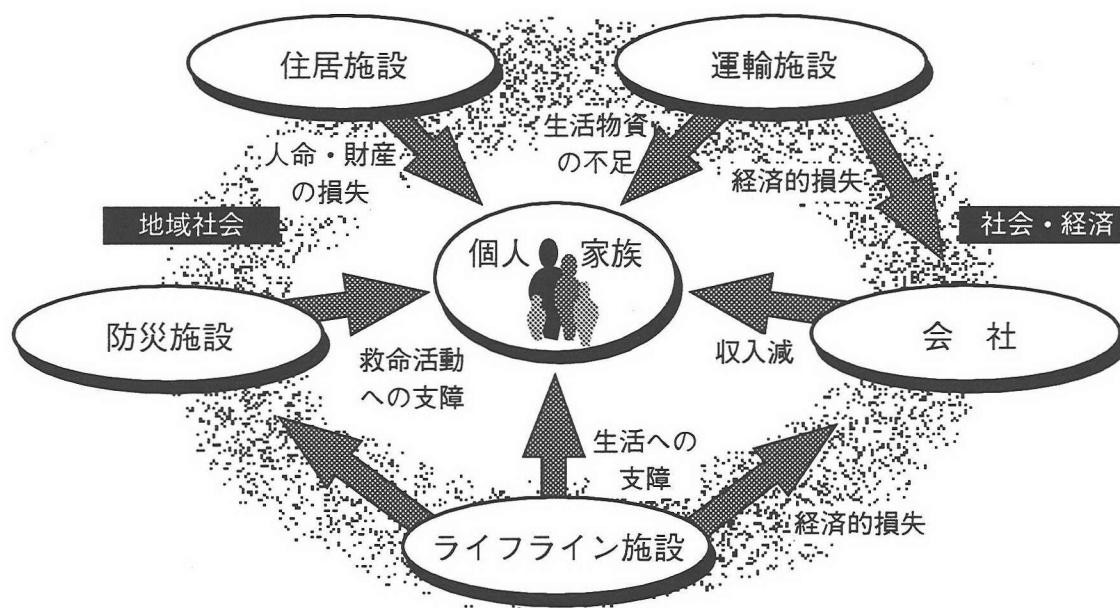 住居施設
運輸施設
人命・財産
の損失
生活物資
の不足
経済的損失
地域社会
社会・経済
個人 家族
防災施設
会 社
救命活動
への支障
収入減
生活への
支障
経済的損失
ライフライン施設